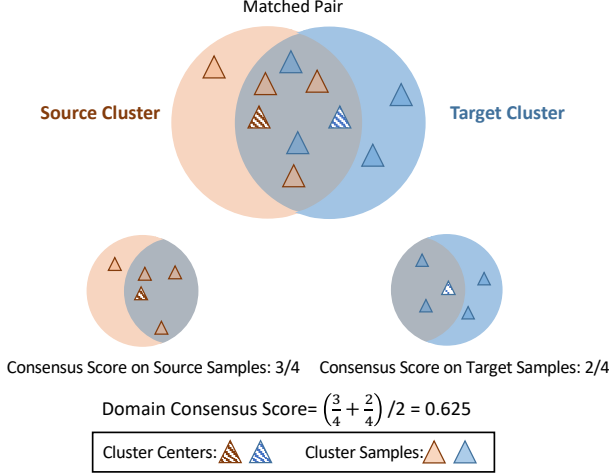 Matched Pair
Source Cluster
Target Cluster
Consensus Score on Source Samples: 3/4
Consensus Score on Target Samples: 2/4
Domain Consensus Score= (3/4 + 2/4) /2 = 0.625
Cluster Centers:
Cluster Samples: